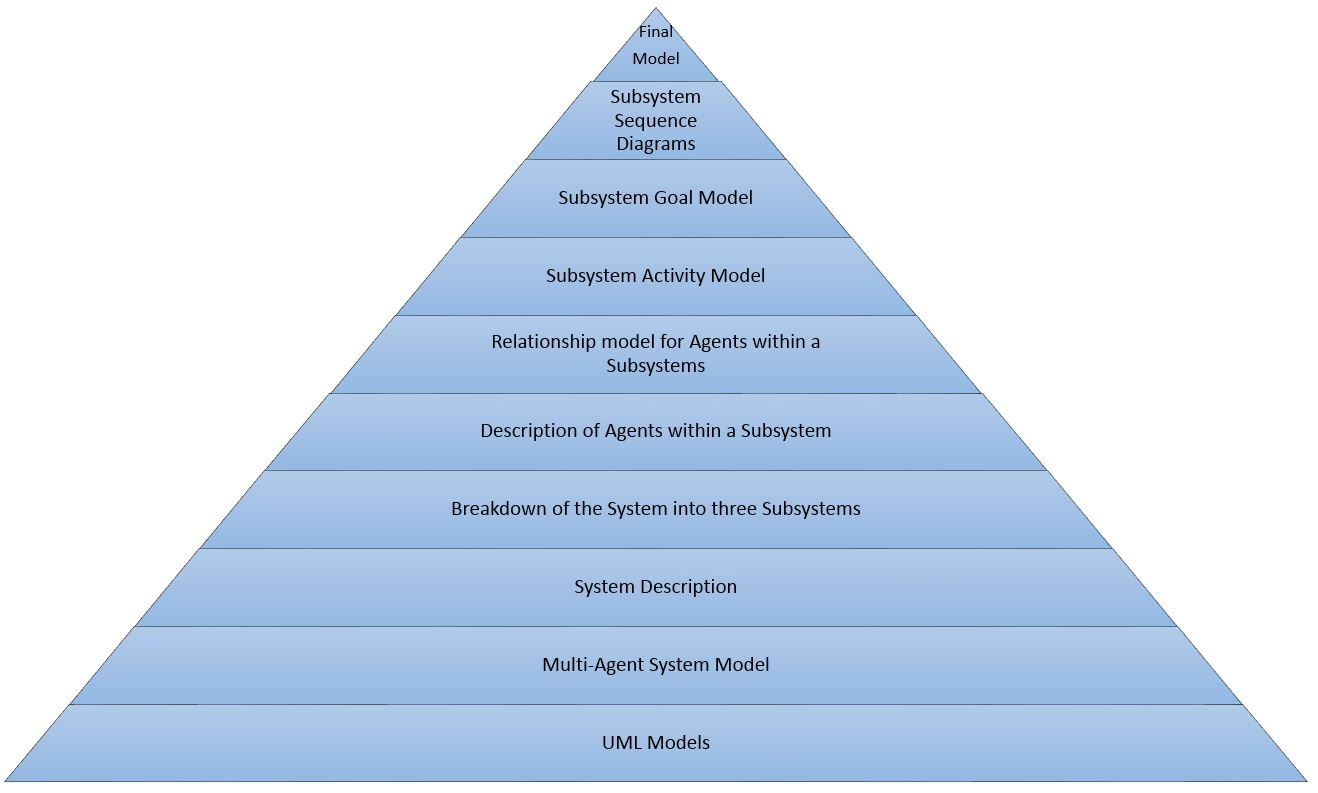 Final
Model
Subsystem
Sequence
Diagrams
Subsystem Goal Model
Subsystem Activity Model
Relationship model for Agents within a
Subsystems
Description of Agents within a Subsystem
Breakdown of the System into three Subsystems
System Description
Multi-Agent System Model
UML Models